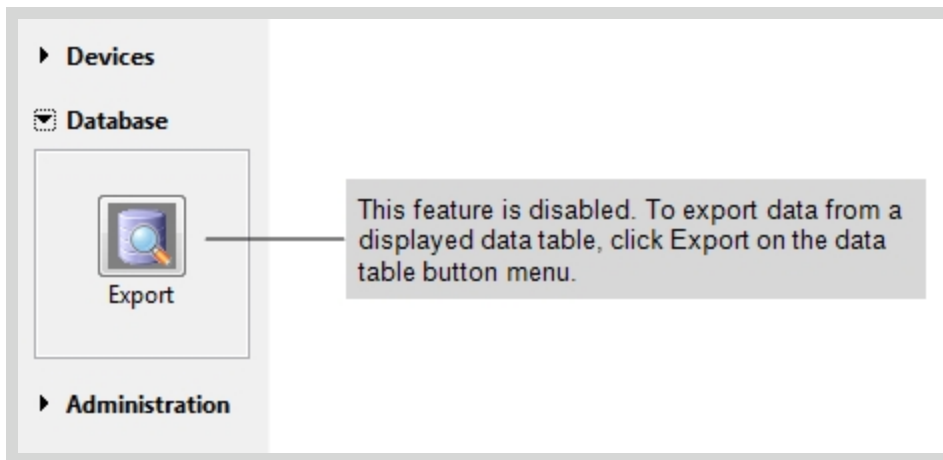 Devices
Database
Export
This feature is disabled. To export data from a
displayed data table, click Export on the data
table button menu.
Administration